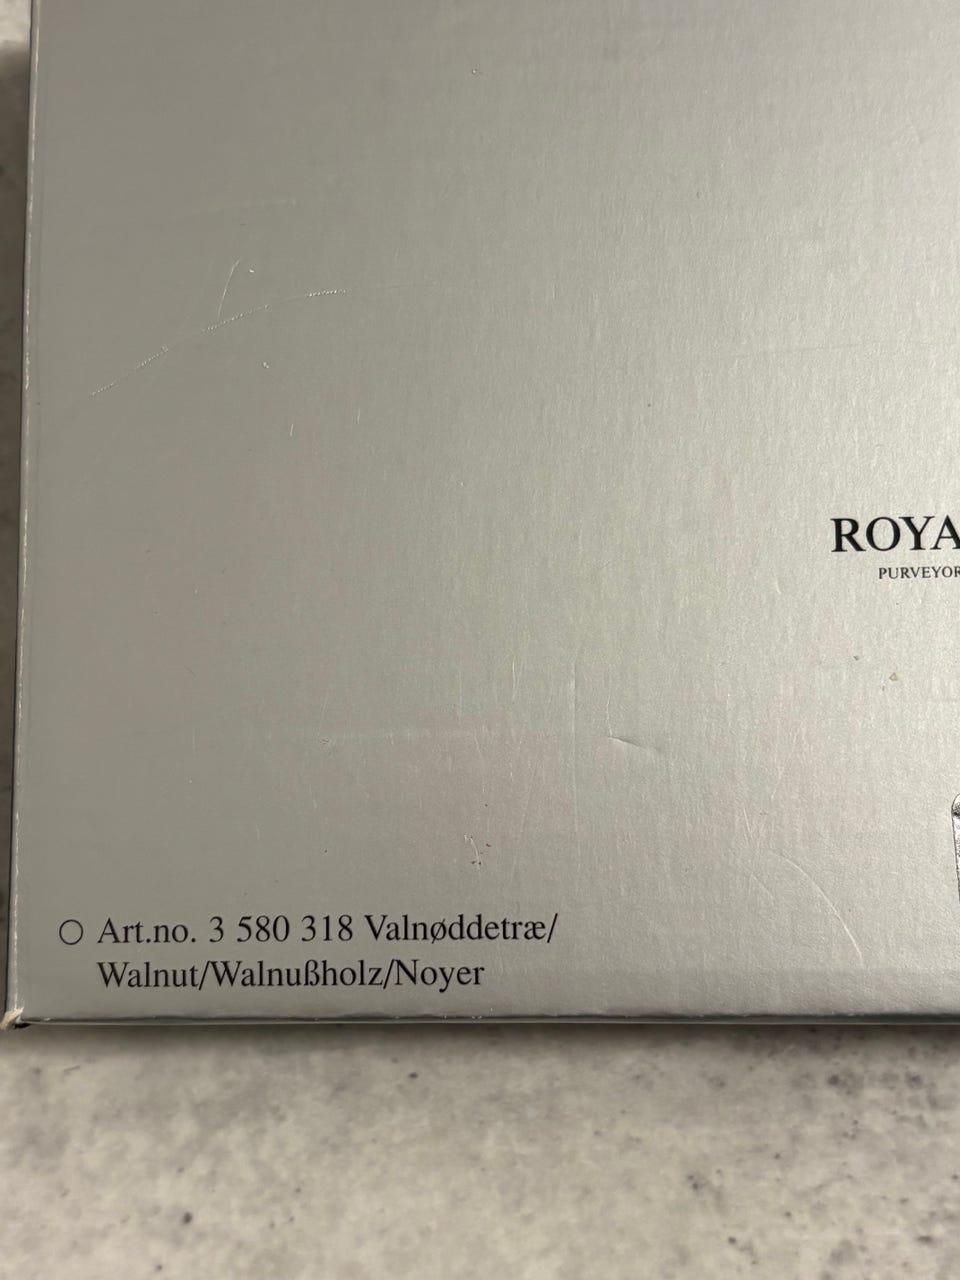 ROYA
PURVEYOR
Art.no. 3 580 318 Valnøddetræ/
Walnut/Walnußholz/Noyer